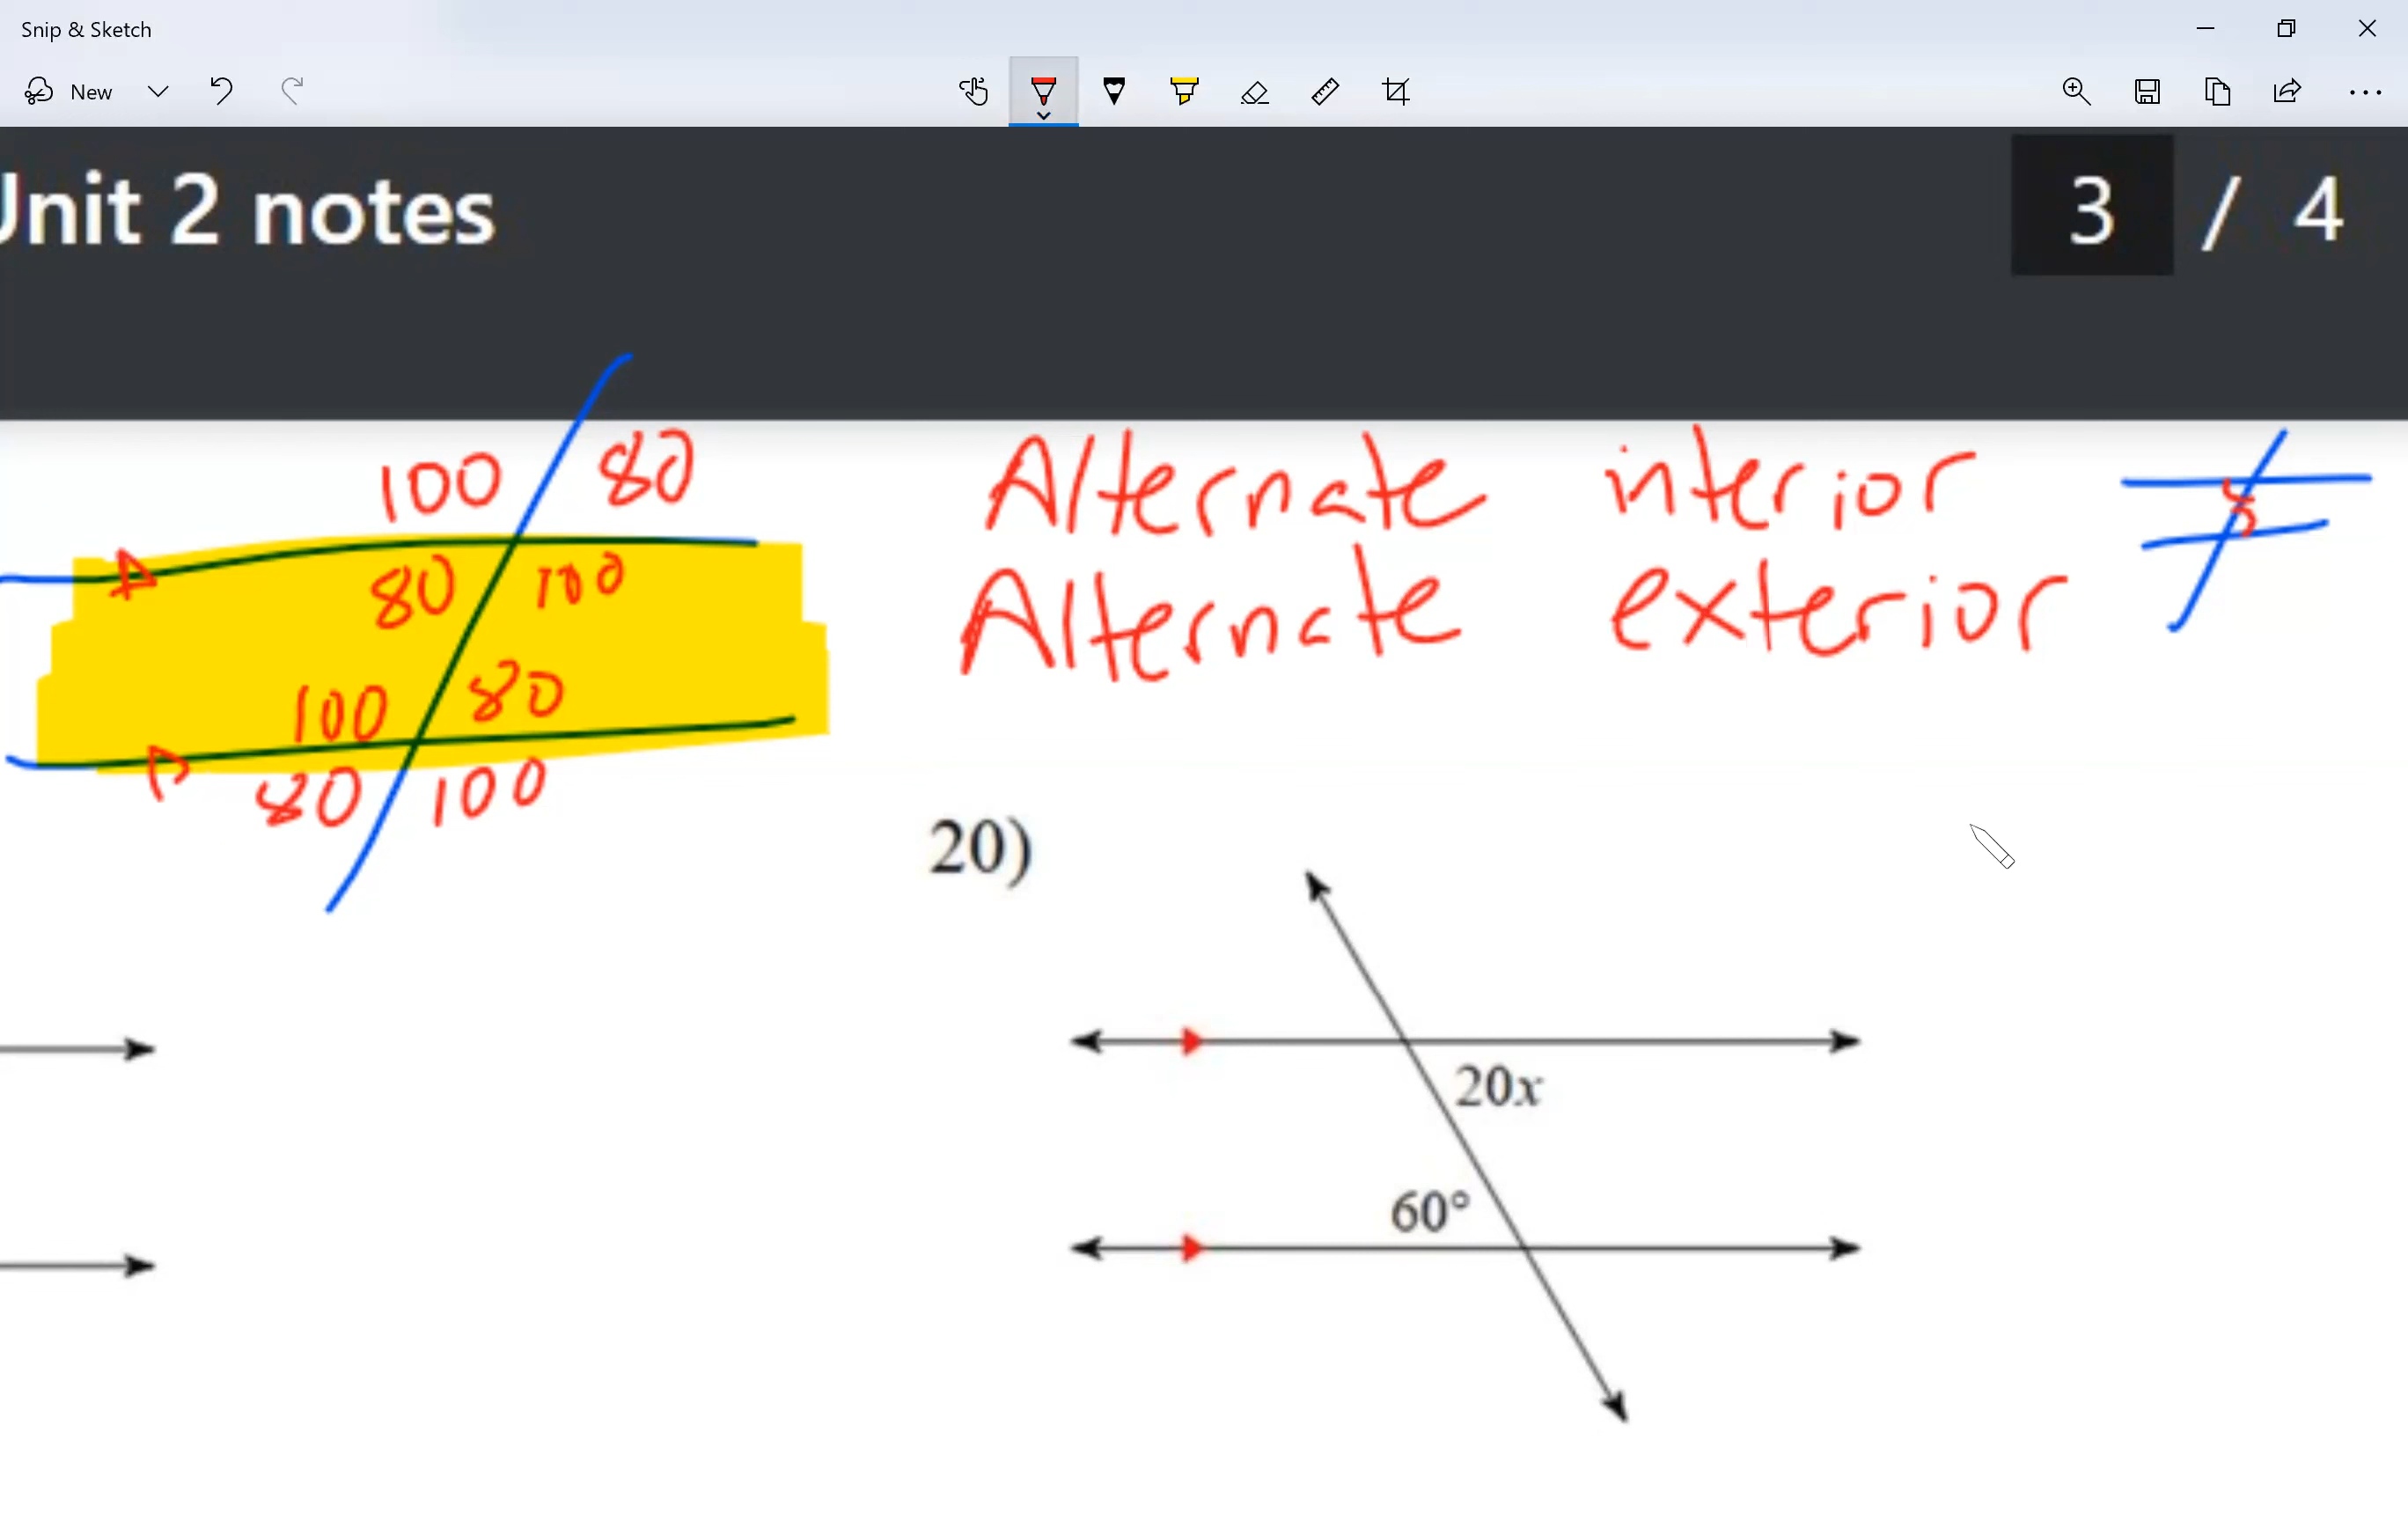 Snip & Sketch
New
Unit 2 notes
3 / 4
100 80
80 100
100 80
80 100
Alternate interior
Alternate exterior
20)
20x
60°